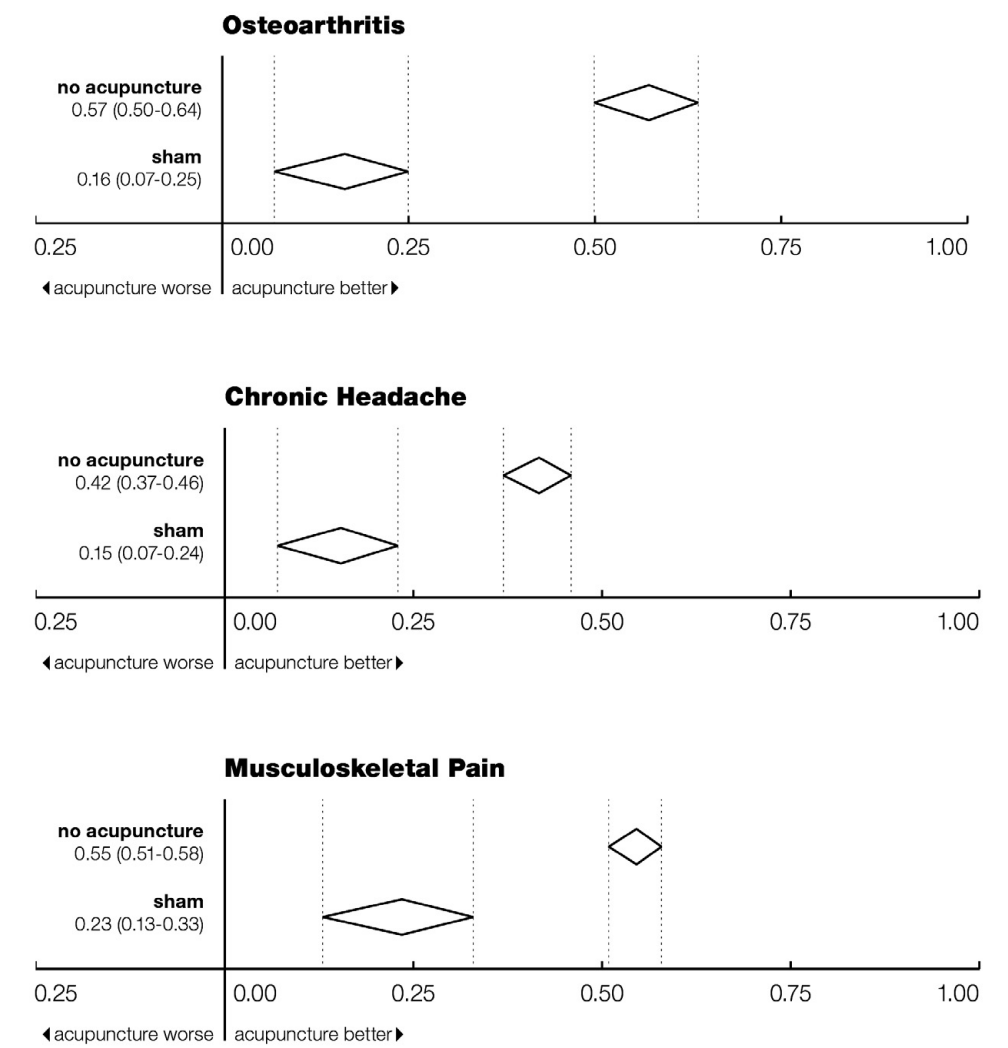 Osteoarthritis
no acupuncture
0.57 (0.50-0.64)
sham
0.16 (0.07-0.25)
0.25 0.00 0.25 0.50 0.75 1.00
acupuncture worse acupuncture better
Chronic Headache
no acupuncture
0.42 (0.37-0.46)
sham
0.15 (0.07-0.24)
0.25 0.00 0.25 0.50 0.75 1.00
acupuncture worse acupuncture better
Musculoskeletal Pain
no acupuncture
0.55 (0.51-0.58)
sham
0.23 (0.13-0.33)
0.25 0.00 0.25 0.50 0.75 1.00
acupuncture worse acupuncture better